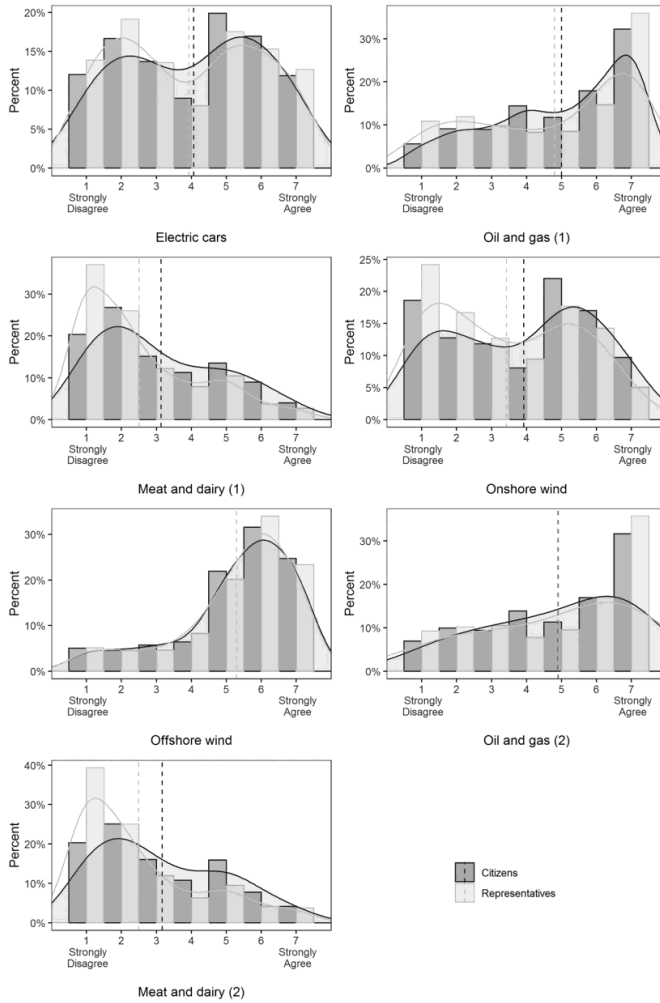 20%
15%
10%
5%
0%
Percent
1 2 3 4 5 6 7
Strongly Disagree
Strongly Agree
Electric cars
30%
20%
10%
0%
Percent
1 2 3 4 5 6 7
Strongly Disagree
Strongly Agree
Oil and gas (1)
30%
20%
10%
0%
Percent
1 2 3 4 5 6 7
Strongly Disagree
Strongly Agree
Meat and dairy (1)
25%
20%
15%
10%
5%
0%
Percent
1 2 3 4 5 6 7
Strongly Disagree
Strongly Agree
Onshore wind
30%
20%
10%
0%
Percent
1 2 3 4 5 6 7
Strongly Disagree
Strongly Agree
Offshore wind
30%
20%
10%
0%
Percent
1 2 3 4 5 6 7
Strongly Disagree
Strongly Agree
Oil and gas (2)
40%
30%
20%
10%
0%
Percent
1 2 3 4 5 6 7
Strongly Disagree
Strongly Agree
Meat and dairy (2)
Citizens
Representatives